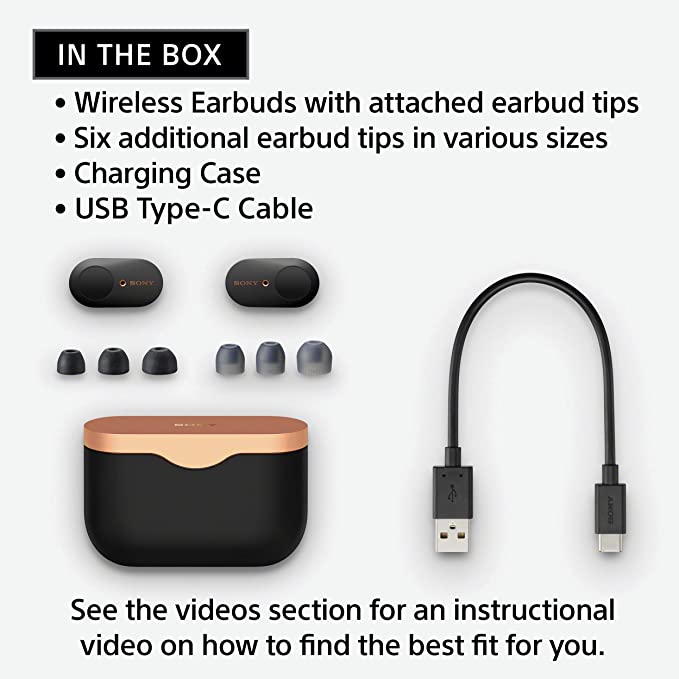 IN THE BOX
• Wireless Earbuds with attached earbud tips
• Six additional earbud tips in various sizes
• Charging Case
• USB Type-C Cable
SONY SONY
SONY
SONY
See the videos section for an instructional
video on how to find the best fit for you.